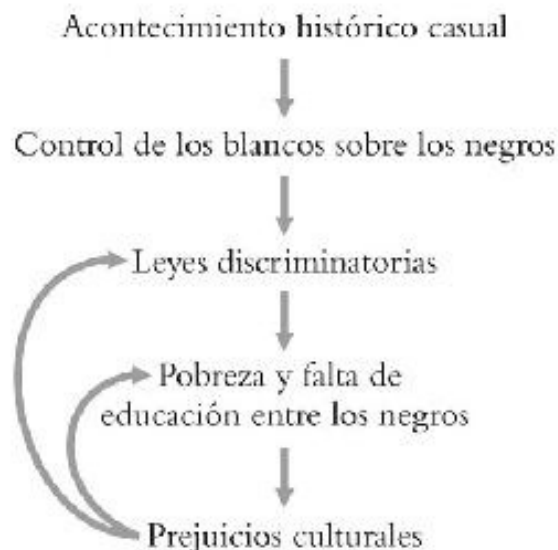 Acontecimiento histórico casual
Control de los blancos sobre los negros
Leyes discriminatorias
Pobreza y falta de
educación entre los negros
Prejuicios culturales